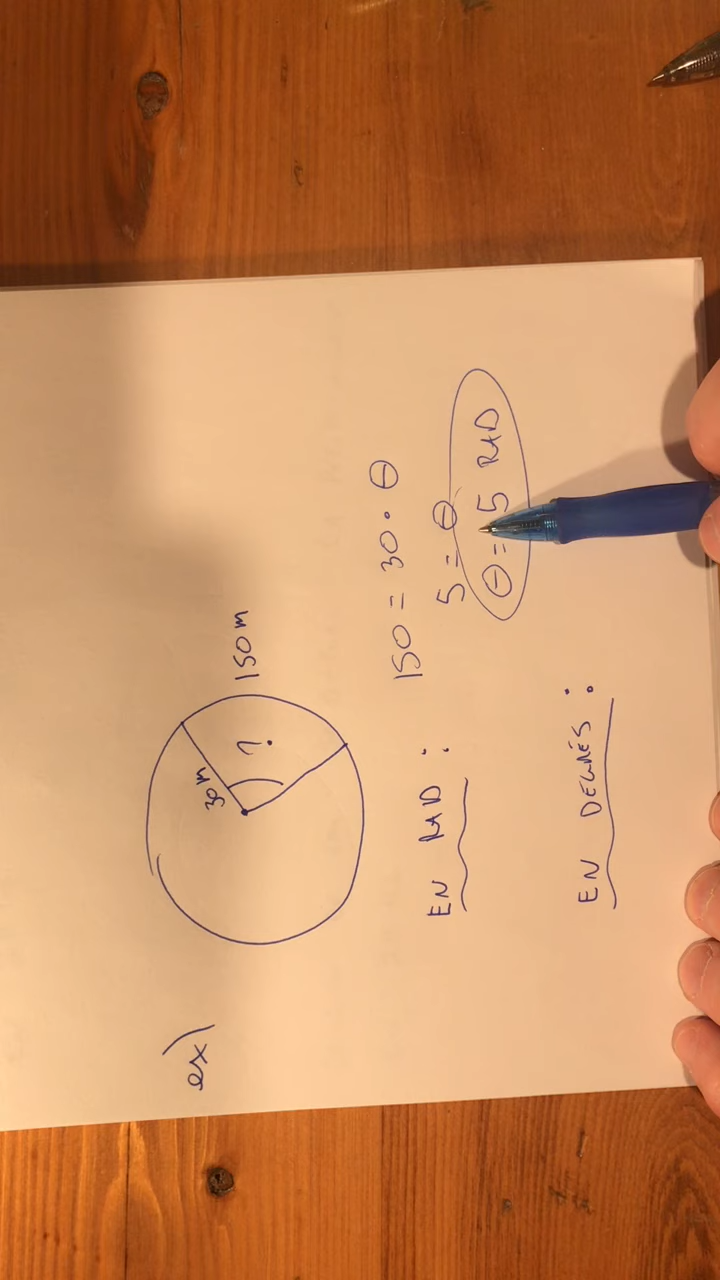 ex)
30 m
?
150 m
EN RAD :
150 = 30 • θ
5 = θ
θ = 5 RAD
EN DEGRÉS :